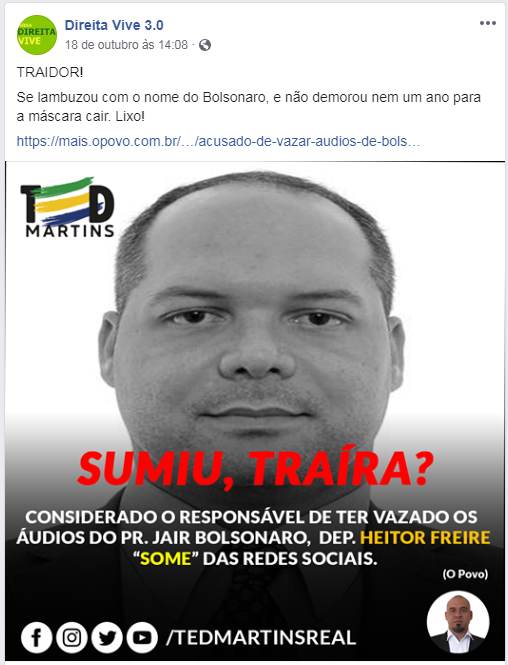 DIREITA
VIVE
Direita Vive 3.0
18 de outubro às 14:08 ·
TRAIDOR!
Se lambuzou com o nome do Bolsonaro, e não demorou nem um ano para
a máscara cair. Lixo!
https://mais.opovo.com.br/.../acusado-de-vazar-audios-de-bols...
TED
MARTINS
SUMIU, TRAÍRA?
CONSIDERADO O RESPONSÁVEL DE TER VAZADO OS
ÁUDIOS DO PR. JAIR BOLSONARO, DEP. HEITOR FREIRE
“SOME” DAS REDES SOCIAIS.
(O Povo)
/TEDMARTINSREAL